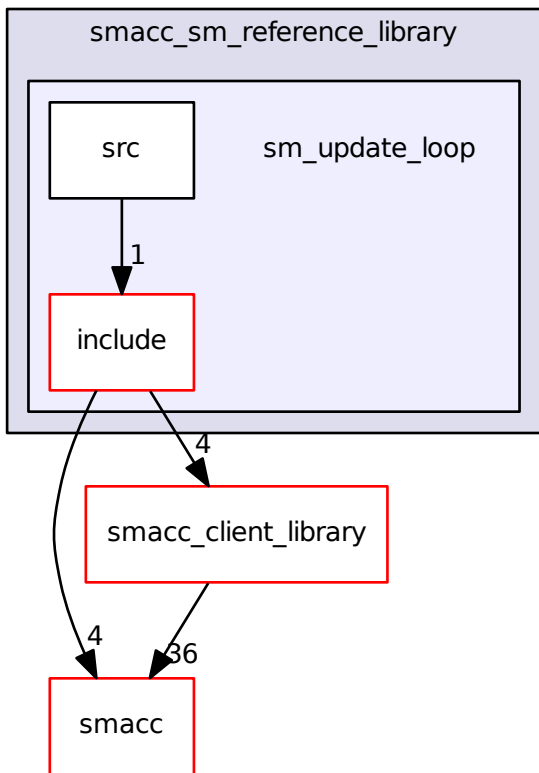 smacc_sm_reference_library
src
sm_update_loop
1
include
4
smacc_client_library
4
36
smacc